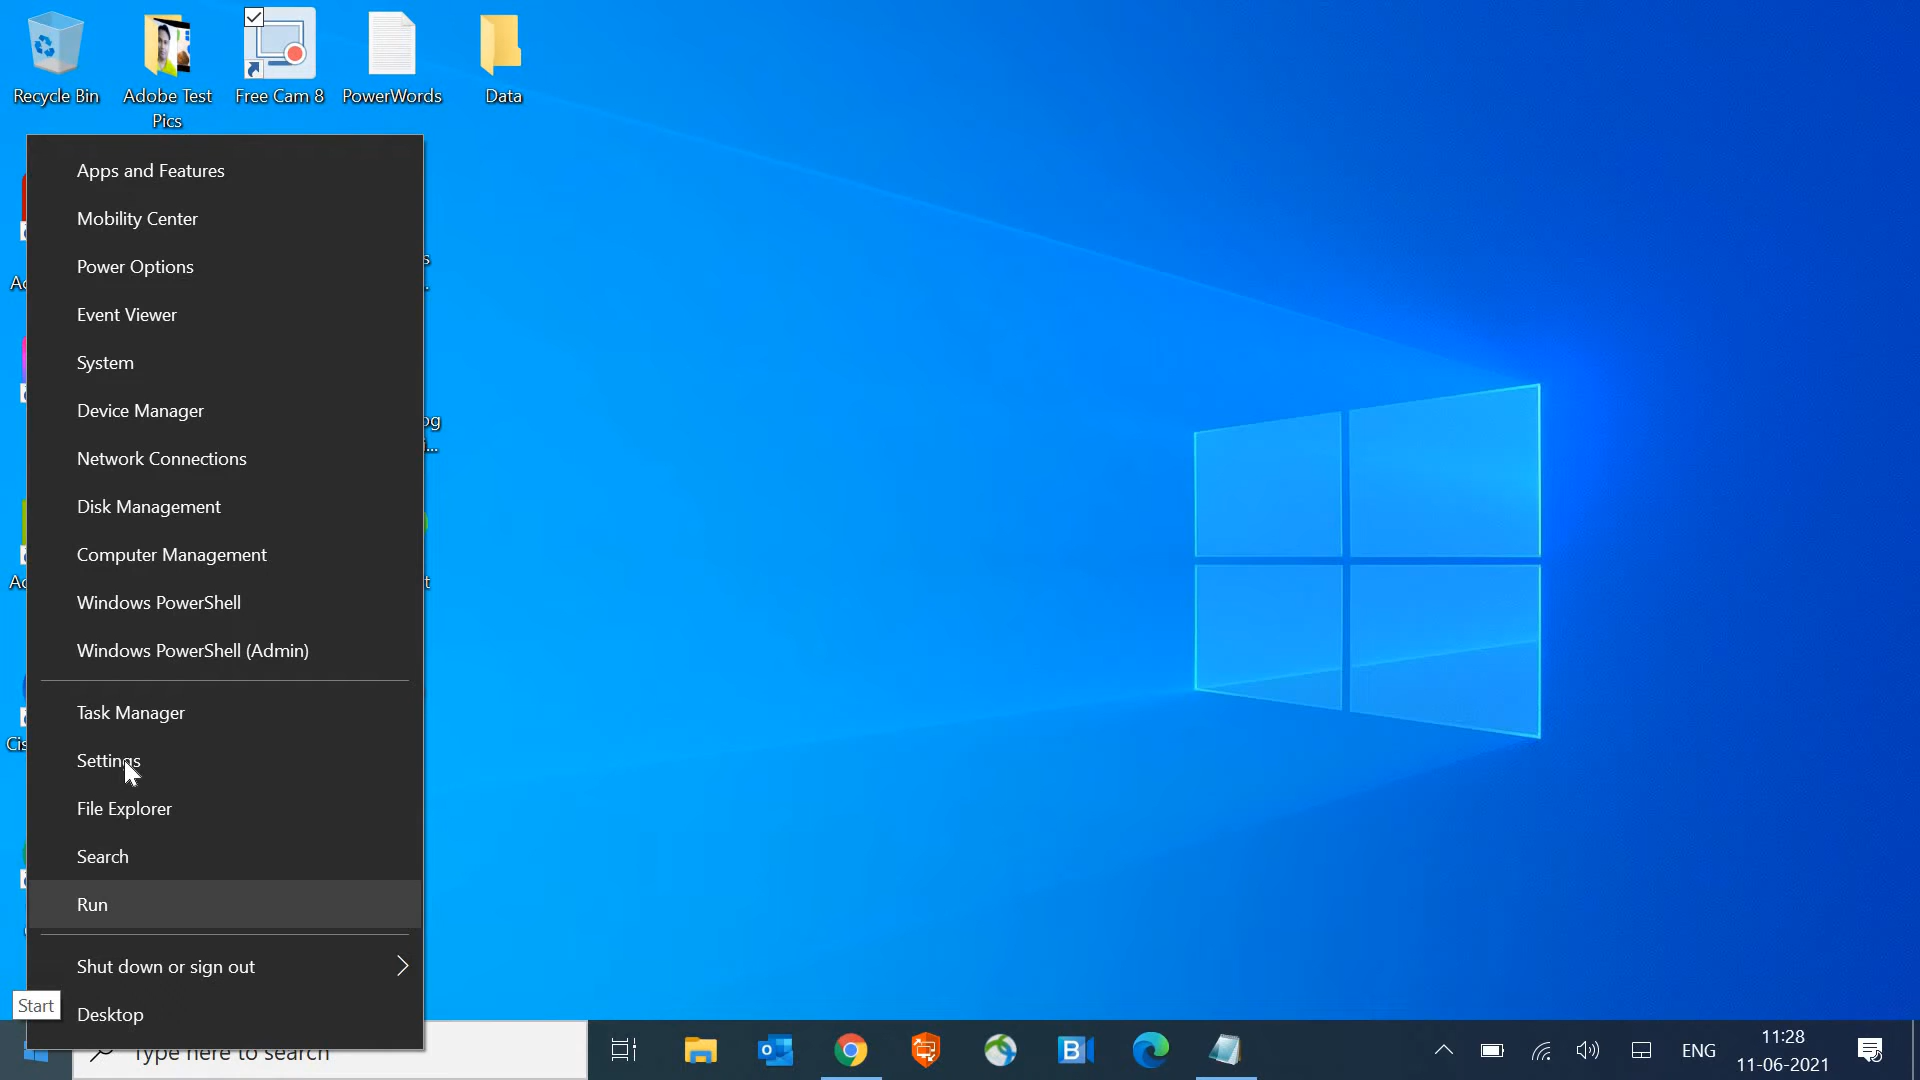 Recycle Bin
Adobe Test
Pics
Free Cam 8
PowerWords
Data
Apps and Features
Mobility Center
Power Options
Event Viewer
System
Device Manager
Network Connections
Disk Management
Computer Management
Windows PowerShell
Windows PowerShell (Admin)
Task Manager
Settings
File Explorer
Search
Run
Shut down or sign out
Desktop
Start
Type here to search
ENG
11:28
11-06-2021